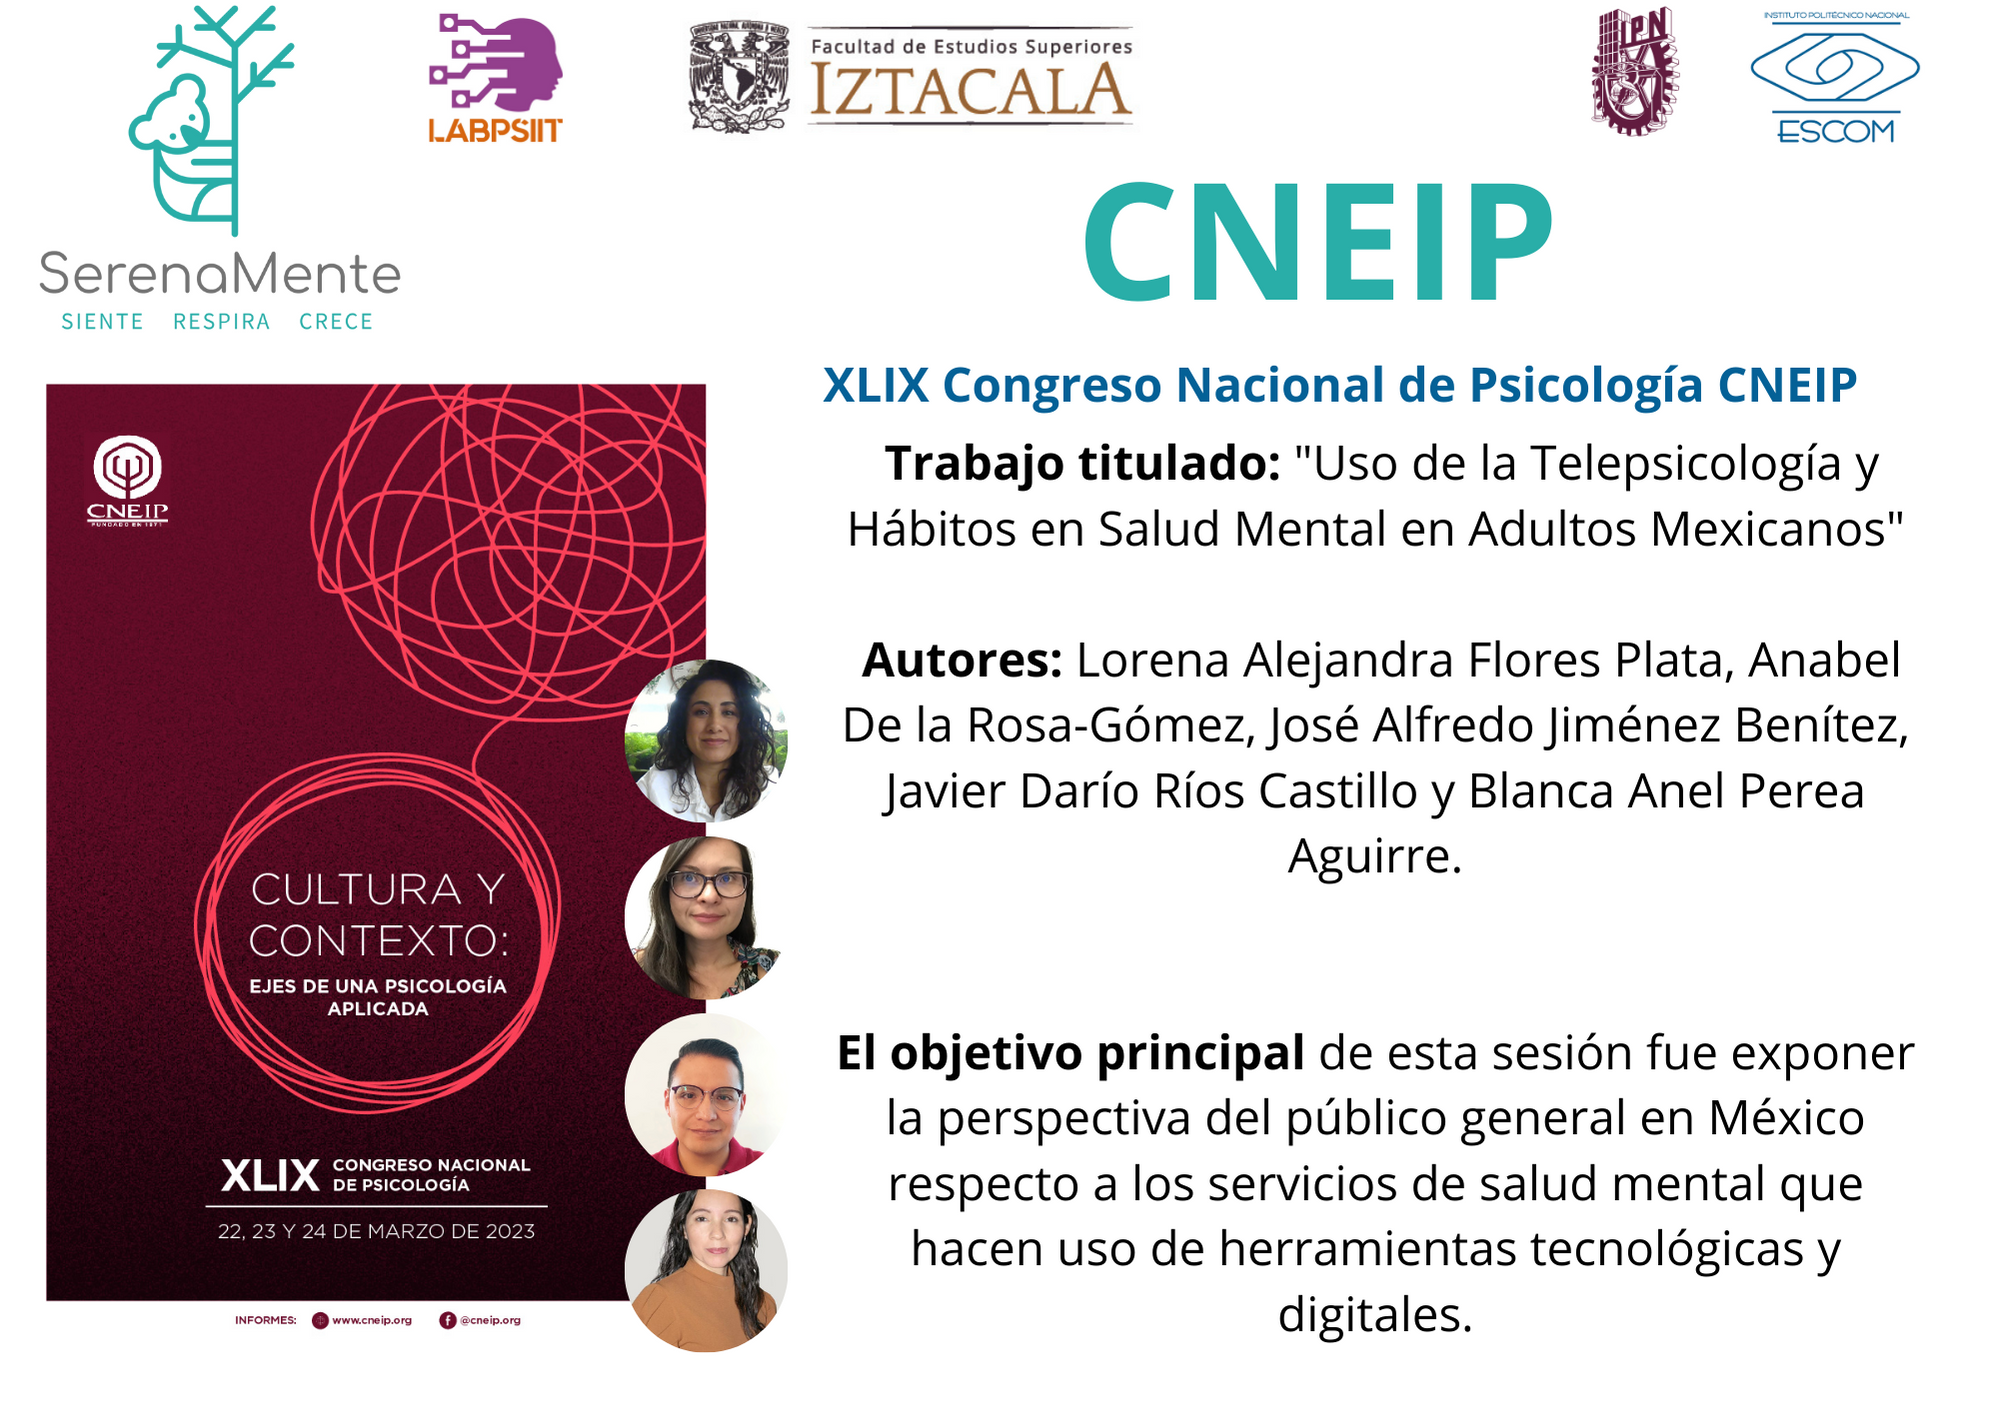 SerenaMente
SIENTE RESPIRA CRECE
LABPSIIT
Facultad de Estudios Superiores
IZTACALA
IPN
INSTITUTO POLITÉCNICO NACIONAL
ESCOM
CNEIP
XLIX Congreso Nacional de Psicología CNEIP
Trabajo titulado: "Uso de la Telepsicología y
Hábitos en Salud Mental en Adultos Mexicanos"
Autores: Lorena Alejandra Flores Plata, Anabel
De la Rosa-Gómez, José Alfredo Jiménez Benítez,
Javier Darío Ríos Castillo y Blanca Anel Perea
Aguirre.
El objetivo principal de esta sesión fue exponer
la perspectiva del público general en México
respecto a los servicios de salud mental que
hacen uso de herramientas tecnológicas y
digitales.
CNEIP
FUNDADO EN 1971
CULTURA Y
CONTEXTO:
EJES DE UNA PSICOLOGÍA
APLICADA
XLIX CONGRESO NACIONAL
DE PSICOLOGÍA
22, 23 Y 24 DE MARZO DE 2023
INFORMES: www.cneip.org @cneip.org